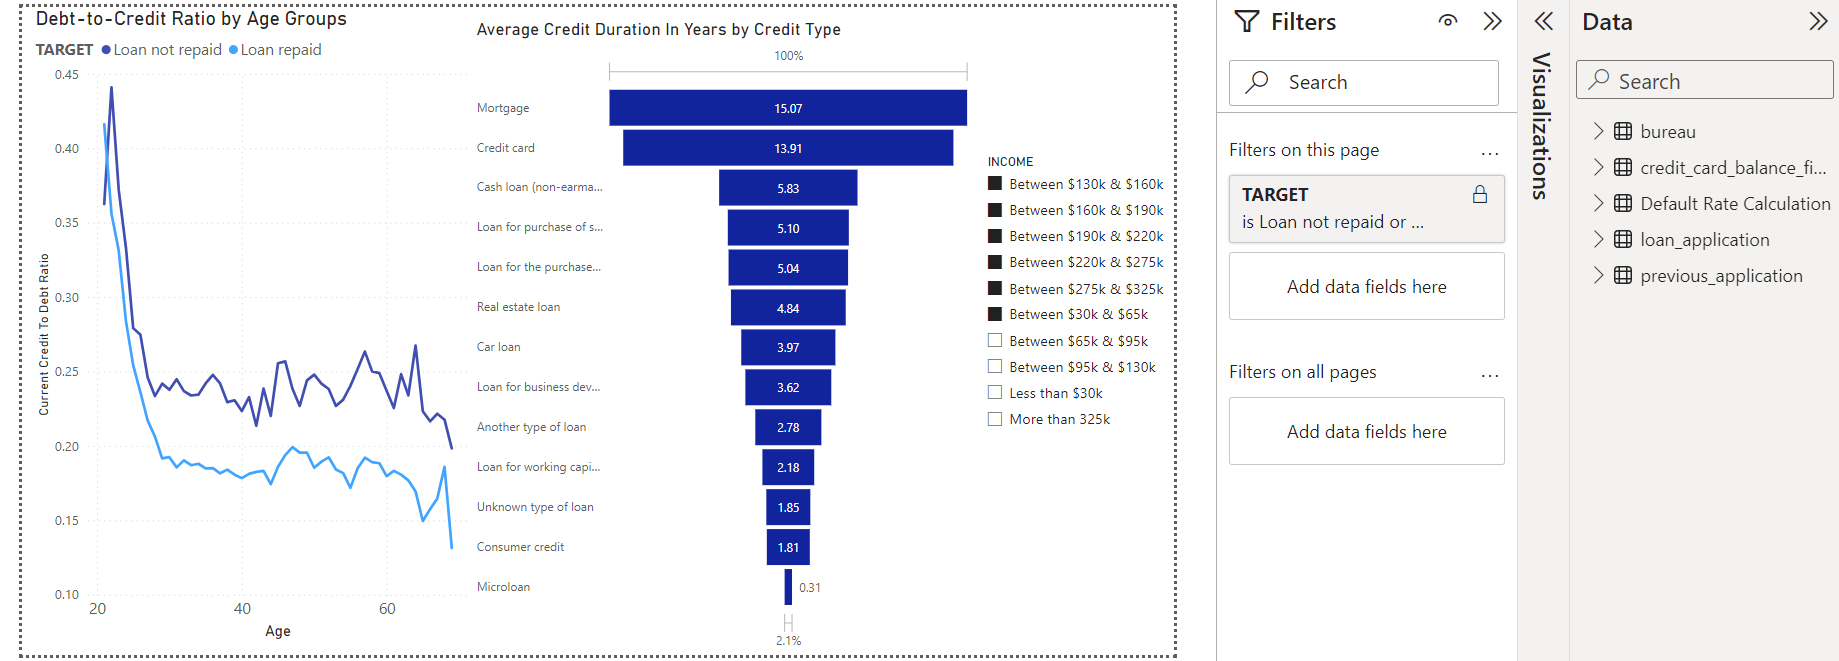 Debt-to-Credit Ratio by Age Groups
TARGET Loan not repaid Loan repaid
0.45
0.40
0.35
0.30
0.25
0.20
0.15
0.10
Current Credit To Debt Ratio
20 40 60
Age
Average Credit Duration In Years by Credit Type
100%
Mortgage 15.07
Credit card 13.91
Cash loan (non-earma... 5.83
Loan for purchase of s... 5.10
Loan for the purchase... 5.04
Real estate loan 4.84
Car loan 3.97
Loan for business dev... 3.62
Another type of loan 2.78
Loan for working capi... 2.18
Unknown type of loan 1.85
Consumer credit 1.81
Microloan 0.31
2.1%
INCOME
Between $130k & $160k
Between $160k & $190k
Between $190k & $220k
Between $220k & $275k
Between $275k & $325k
Between $30k & $65k
Between $65k & $95k
Between $95k & $130k
Less than $30k
More than 325k
Filters
Search
Filters on this page ...
TARGET
is Loan not repaid or ...
Add data fields here
Filters on all pages ...
Add data fields here
Visualizations
Data
Search
bureau
credit_card_balance_fi...
Default Rate Calculation
loan_application
previous_application